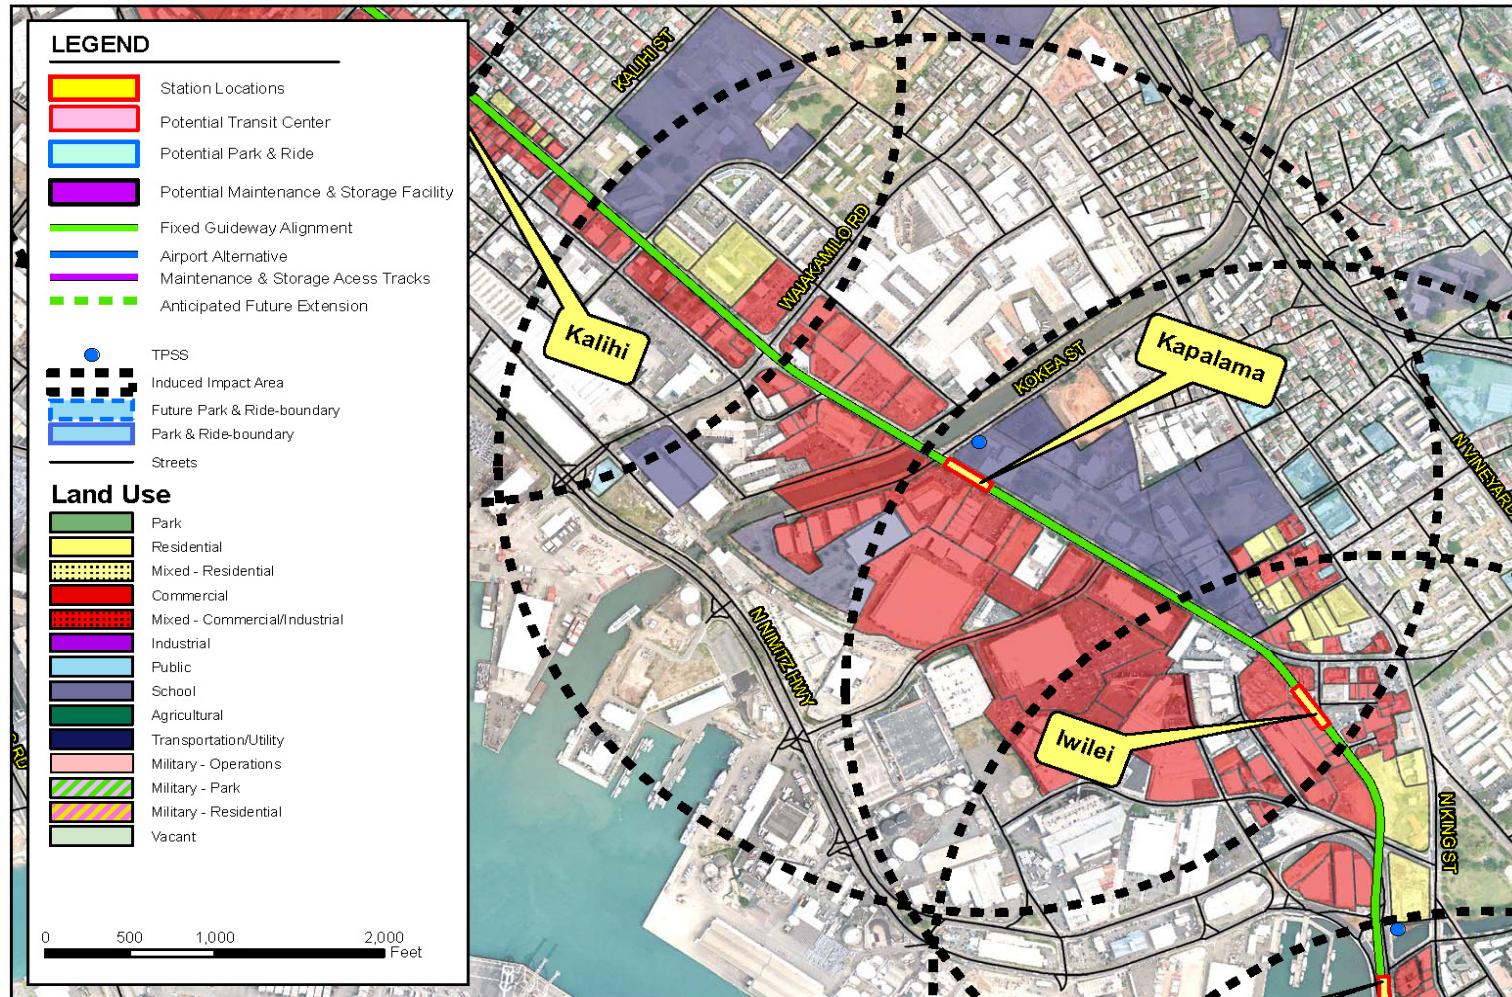 LEGEND
Station Locations
Potential Transit Center
Potential Park & Ride
Potential Maintenance & Storage Facility
Fixed Guideway Alignment
Airport Alternative
Maintenance & Storage Acess Tracks
Anticipated Future Extension
TPSS
Induced Impact Area
Future Park & Ride-boundary
Park & Ride-boundary
Streets
Land Use
Park
Residential
Mixed - Residential
Commercial
Mixed - Commercial/Industrial
Industrial
Public
School
Agricultural
Transportation/Utility
Military - Operations
Military - Park
Military - Residential
Vacant
0 500 1,000 2,000
Feet
KALIHI ST
WAIAKAMILO RD
Kalihi
KOKEA ST
Kapalama
N VINEYARD
N NIMITZ HWY
Iwilei
N KING ST
RD